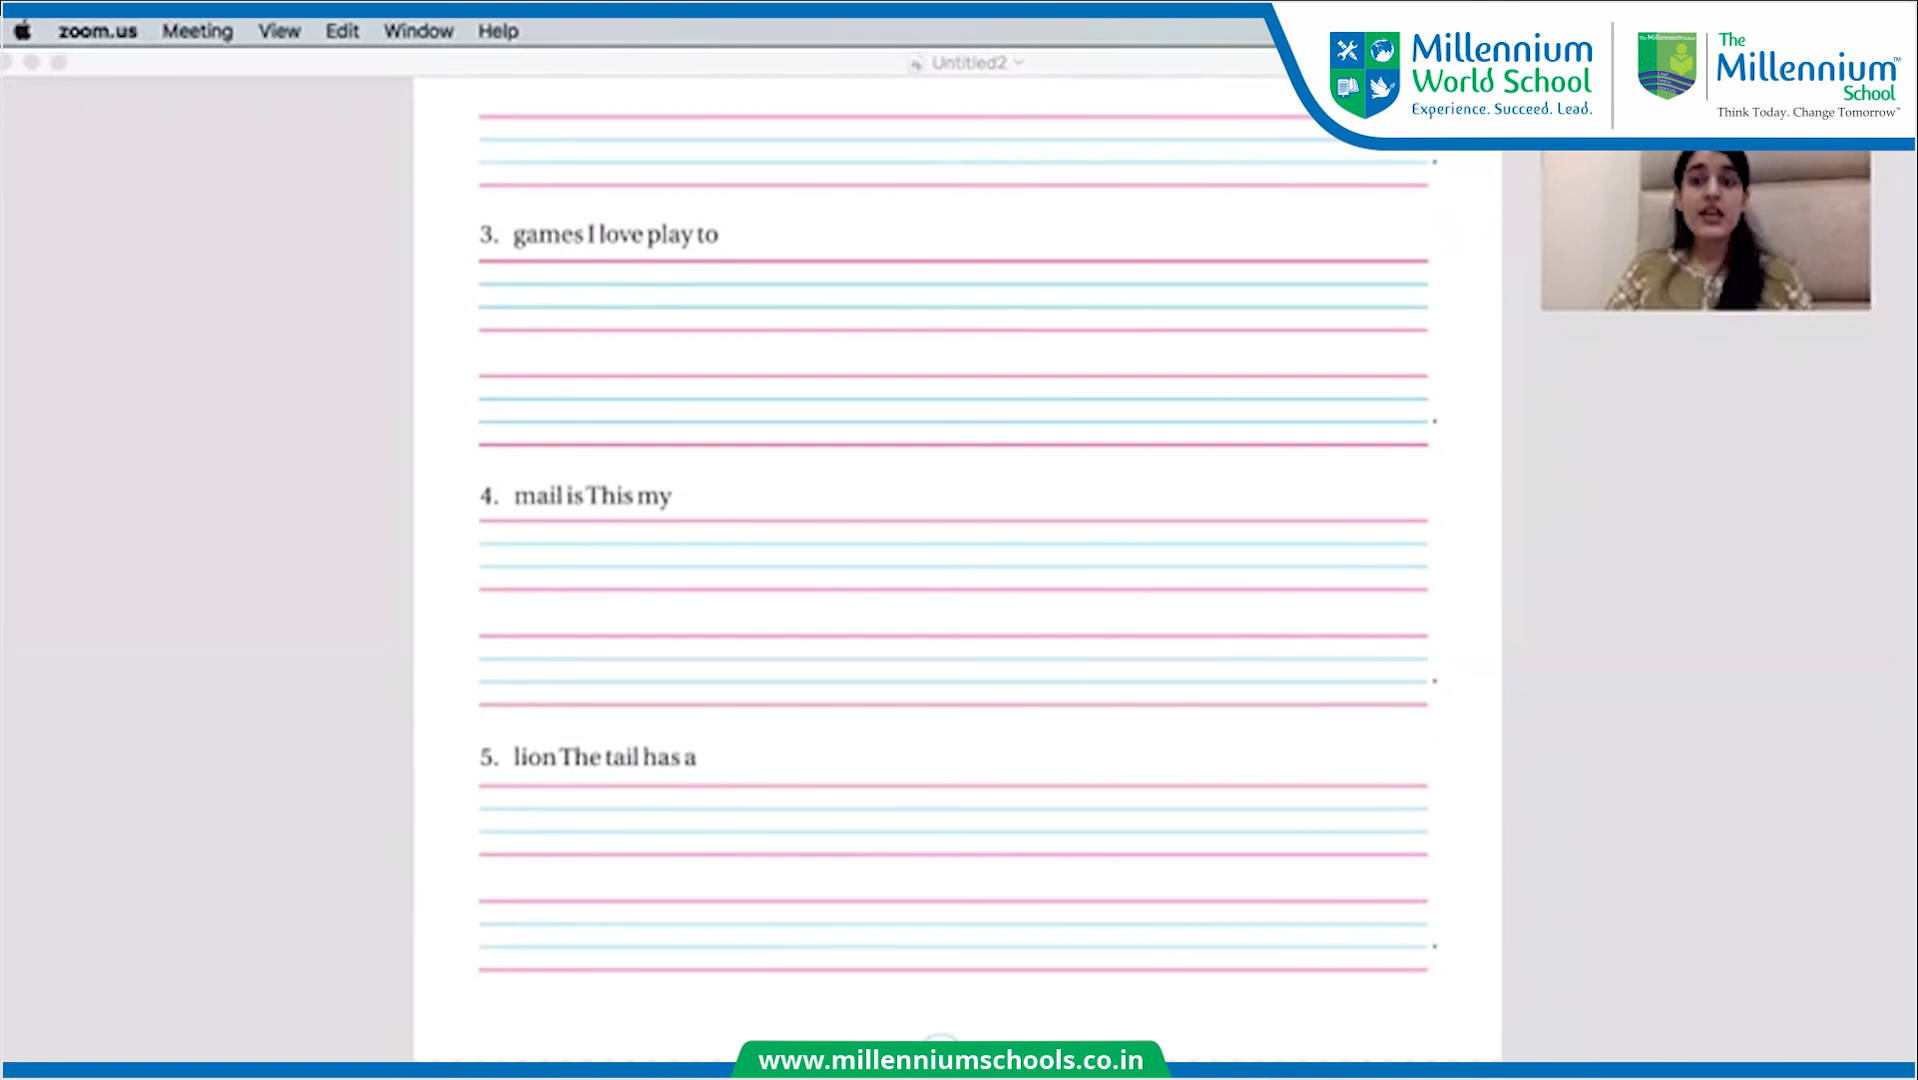 zoom.us Meeting View Edit Window Help
Untitled2
Millennium
World School
Experience. Succeed. Lead.
The
Millennium™
School
Think Today. Change Tomorrow™
3. games I love play to
4. mail is This my
5. lion The tail has a
www.millenniumschools.co.in